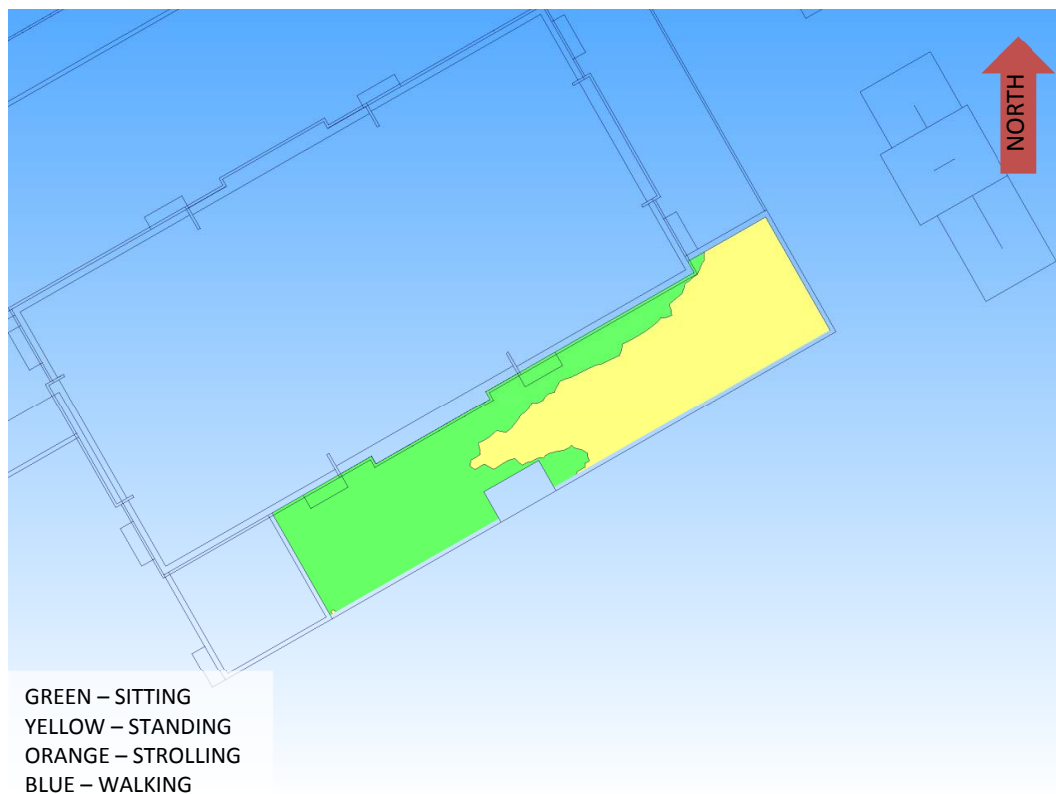 NORTH
GREEN – SITTING
YELLOW – STANDING
ORANGE – STROLLING
BLUE – WALKING